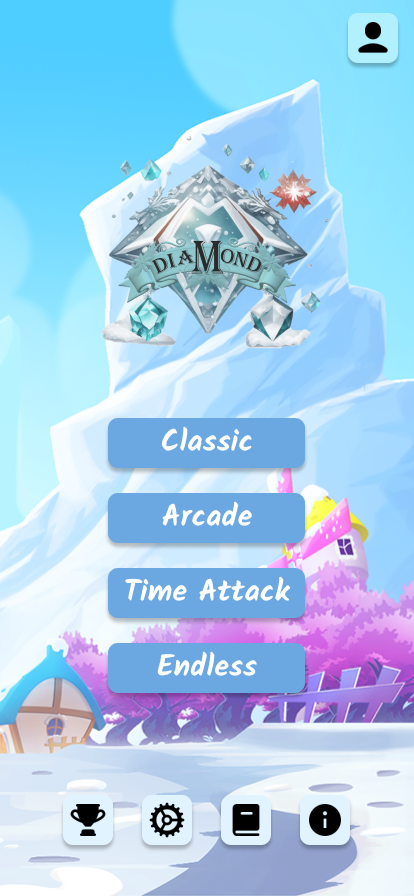 DIAMOND
Classic
Arcade
Time Attack
Endless